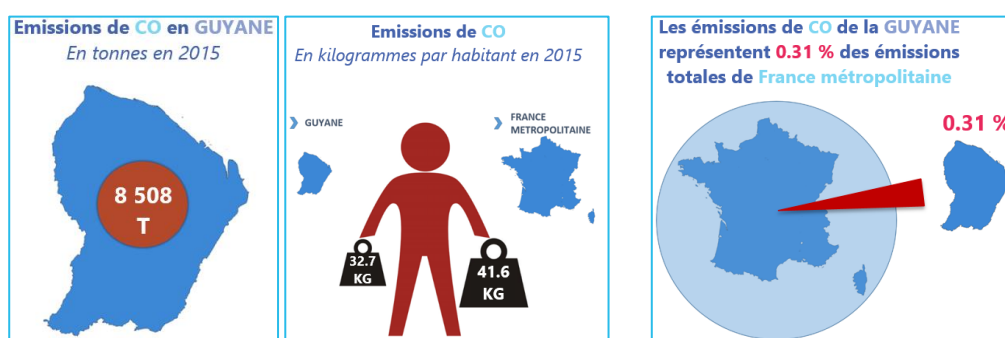 Emissions de CO en GUYANE
En tonnes en 2015
8 508
T
Emissions de CO
En kilogrammes par habitant en 2015
GUYANE
FRANCE
METROPOLITAINE
32.7
KG
41.6
KG
Les émissions de CO de la GUYANE
représentent 0.31 % des émissions
totales de France métropolitaine
0.31 %